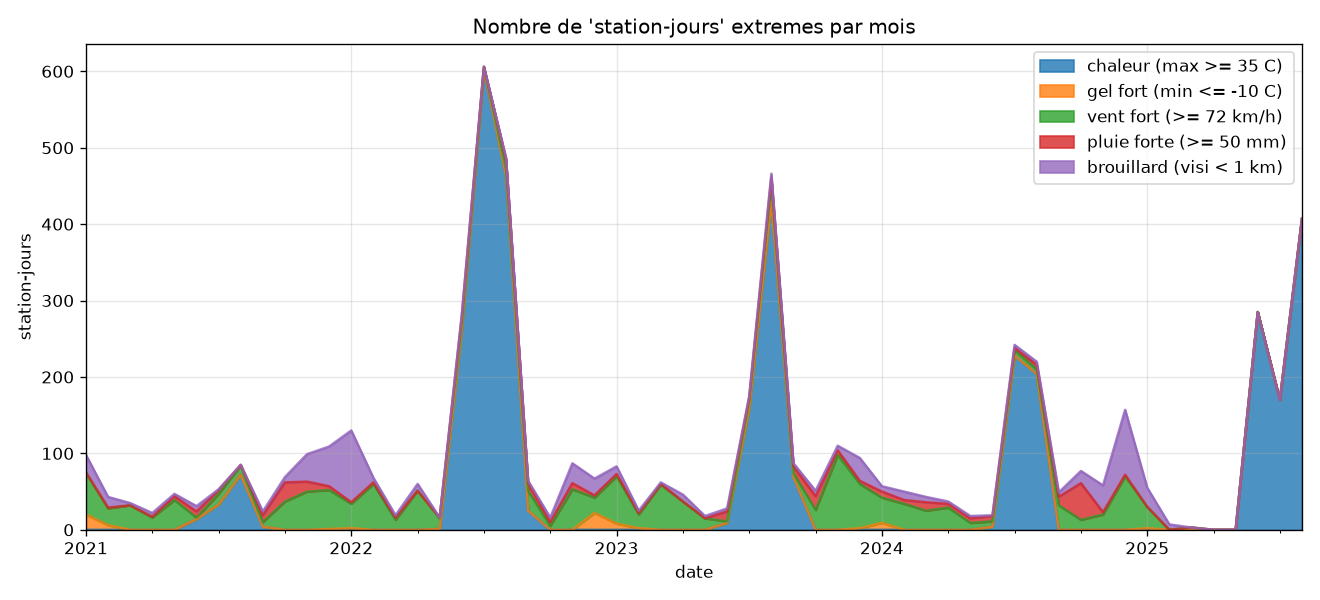 Nombre de 'station-jours' extremes par mois
chaleur (max >= 35 C)
gel fort (min <= -10 C)
vent fort (>= 72 km/h)
pluie forte (>= 50 mm)
brouillard (visi < 1 km)
station-jours
600
500
400
300
200
100
0
2021 2022 2023 2024 2025
date